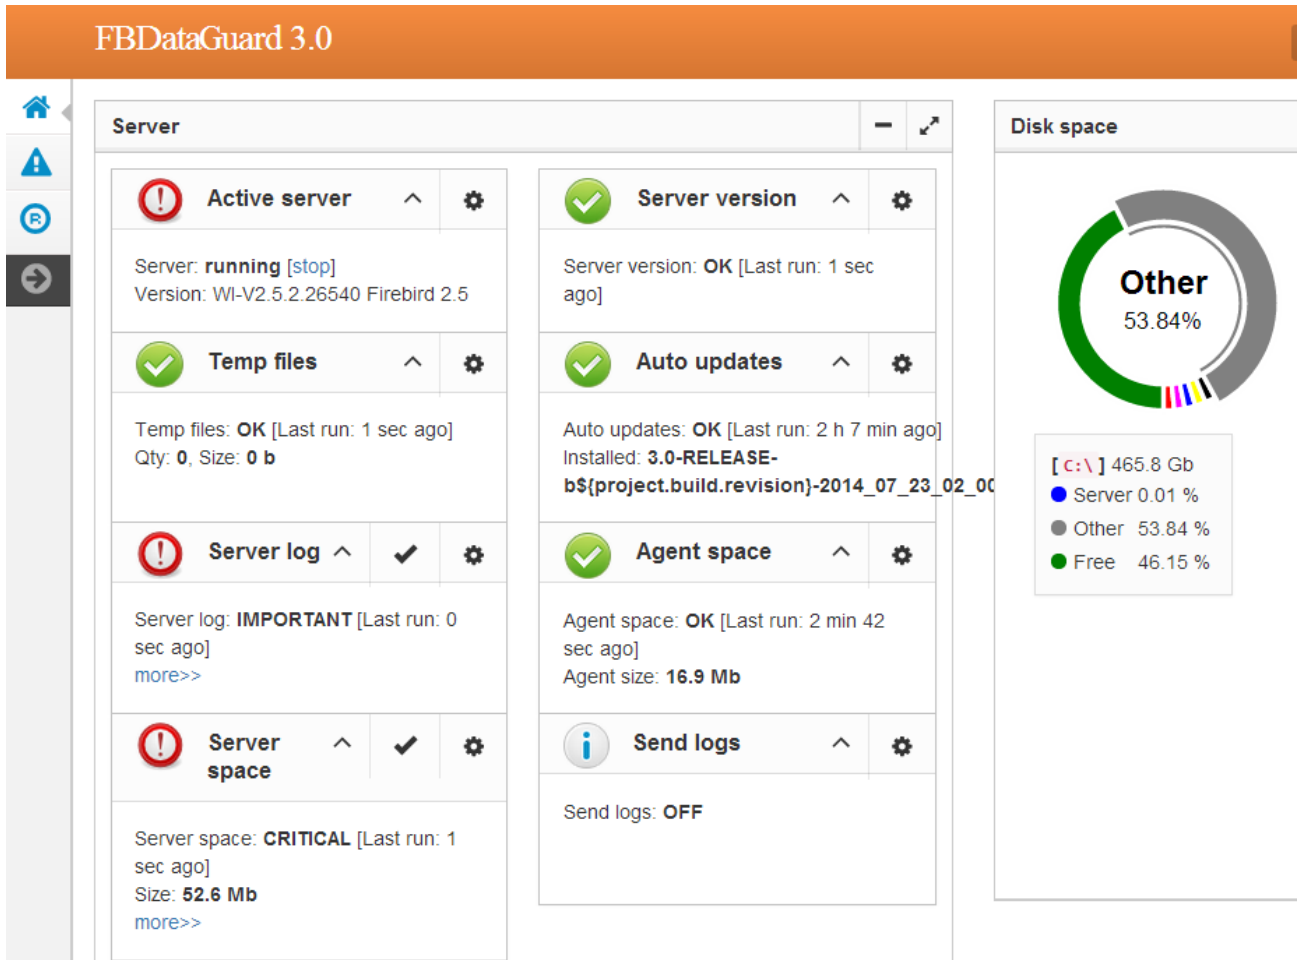 FBDataGuard 3.0
Server
Active server
Server: running [stop]
Version: WI-V2.5.2.26540 Firebird 2.5
Server version
Server version: OK [Last run: 1 sec
ago]
Temp files
Temp files: OK [Last run: 1 sec ago]
Qty: 0, Size: 0 b
Auto updates
Auto updates: OK [Last run: 2 h 7 min ago]
Installed: 3.0-RELEASE-
b${project.build.revision}-2014_07_23_02_00
Server log
Server log: IMPORTANT [Last run: 0
sec ago]
more>>
Agent space
Agent space: OK [Last run: 2 min 42
sec ago]
Agent size: 16.9 Mb
Server
space
Server space: CRITICAL [Last run: 1
sec ago]
Size: 52.6 Mb
more>>
Send logs
Send logs: OFF
Disk space
Other
53.84%
[ C:\ ] 465.8 Gb
Server 0.01 %
Other 53.84 %
Free 46.15 %